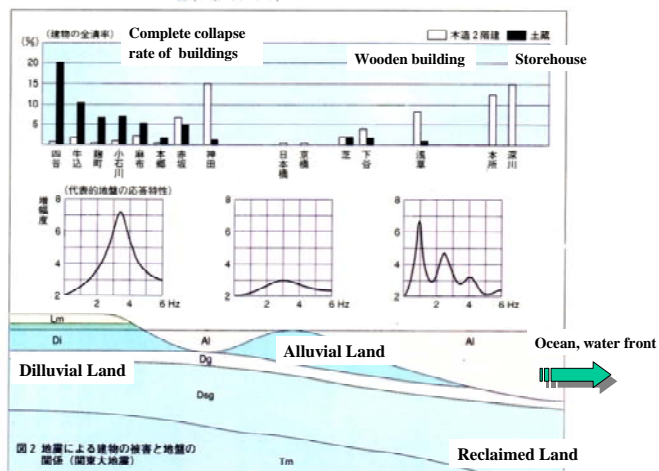 (建物の全潰率)
Complete collapse
rate of buildings
□木造2階建 ■土蔵
Wooden building
Storehouse
(%)
20
15
10
5
四谷
牛込
麹町
小石川
麻布
本郷
赤坂
神田
日本橋
京橋
芝
下谷
浅草
本所
深川
(代表的地盤の応答特性)
増幅度
8
6
4
2
2 4 6 Hz
8
6
4
2
2 4 6 Hz
8
6
4
2
2 4 6 Hz
Lm
Di
Al
Al
Dg
Alluvial Land
Ocean, water front
Dilluvial Land
Dsg
Reclaimed Land
Tm
図2 地震による建物の被害と地盤の
関係(関東大地震)